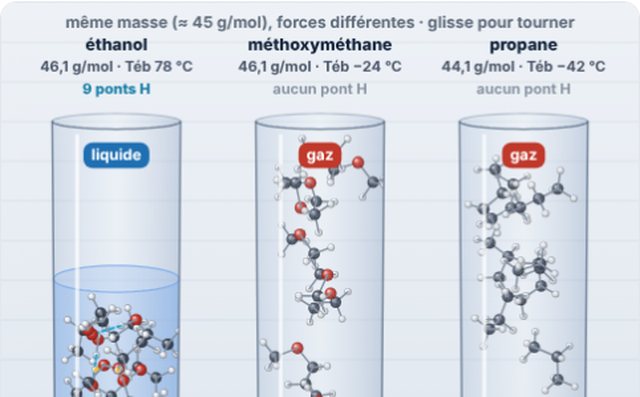 même masse (≈ 45 g/mol), forces différentes · glisse pour tourner
éthanol
46,1 g/mol · Téb 78 °C
9 ponts H
liquide
méthoxyméthane
46,1 g/mol · Téb −24 °C
aucun pont H
gaz
propane
44,1 g/mol · Téb −42 °C
aucun pont H
gaz